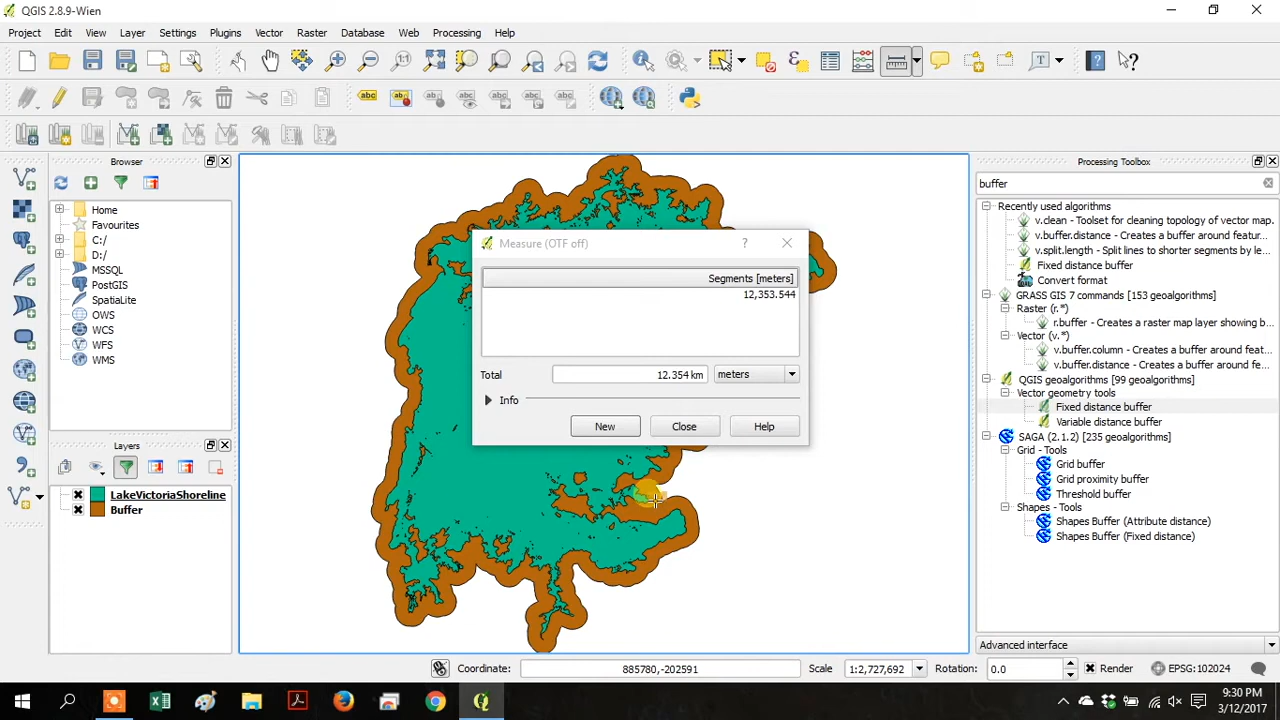 QGIS 2.8.9-Wien
Project Edit View Layer Settings Plugins Vector Raster Database Web Processing Help
Browser
Home
Favourites
C:/
D:/
MSSQL
PostGIS
SpatiaLite
OWS
WCS
WFS
WMS
Layers
LakeVictoriaShoreline
Buffer
Measure (OTF off)
Segments [meters]
12,353.544
Total 12.354 km meters
Info
New Close Help
Processing Toolbox
buffer
Recently used algorithms
v.clean - Toolset for cleaning topology of vector map.
v.buffer.distance - Creates a buffer around featur...
v.split.length - Split lines to shorter segments by le...
Fixed distance buffer
Convert format
GRASS GIS 7 commands [153 geoalgorithms]
Raster (r.*)
r.buffer - Creates a raster map layer showing b...
Vector (v.*)
v.buffer.column - Creates a buffer around feat...
v.buffer.distance - Creates a buffer around fe...
QGIS geoalgorithms [99 geoalgorithms]
Vector geometry tools
Fixed distance buffer
Variable distance buffer
SAGA (2.1.2) [235 geoalgorithms]
Grid - Tools
Grid buffer
Grid proximity buffer
Threshold buffer
Shapes - Tools
Shapes Buffer (Attribute distance)
Shapes Buffer (Fixed distance)
Advanced interface
Coordinate: 885780,-202591 Scale 1:2,727,692 Rotation: 0.0 Render EPSG:102024
9:30 PM
3/12/2017